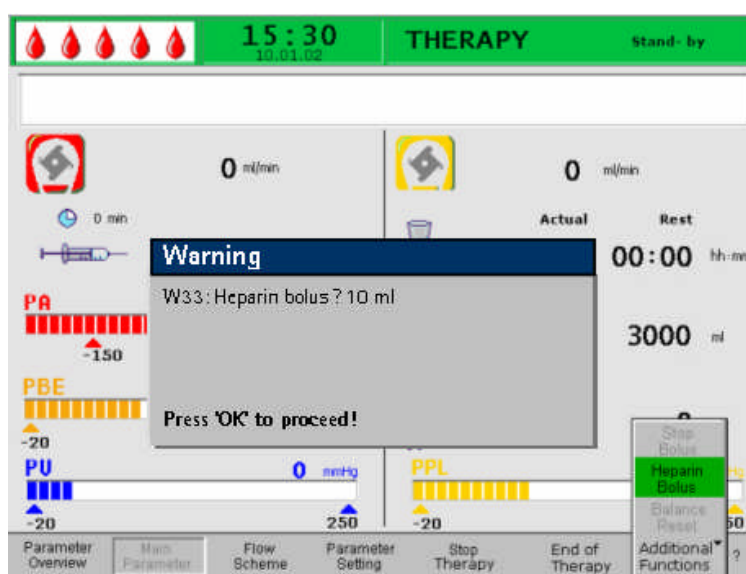 15:30
10.01.02
THERAPY
Stand- by
0 ml/min
0 ml/min
0 min
Actual Rest
00:00 hh:mm
Warning
W33: Heparin bolus ? 10 ml
Press 'OK' to proceed!
PA
-150
3000 ml
PBE
-20
PV
0 mmHg
-20
250
PPL
-20
50
Stop
Bolus
Heparin
Bolus
Balance
Reset
Additional
Functions
Parameter
Overview
Main
Parameter
Flow
Scheme
Parameter
Setting
Stop
Therapy
End of
Therapy
?